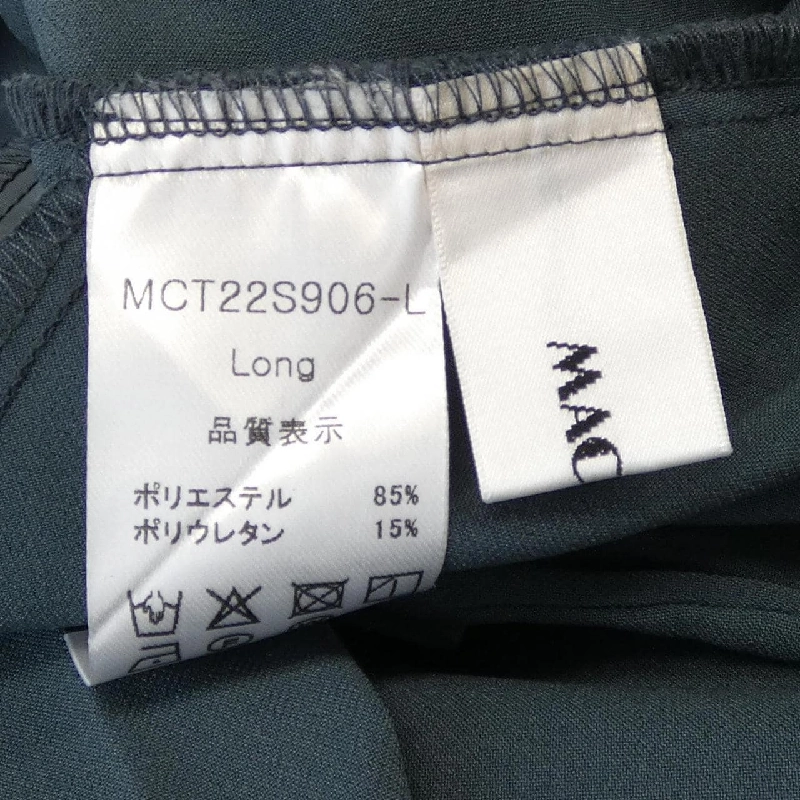 MCT22S906-L
Long
品質表示
ポリエステル 85%
ポリウレタン 15%
MAC